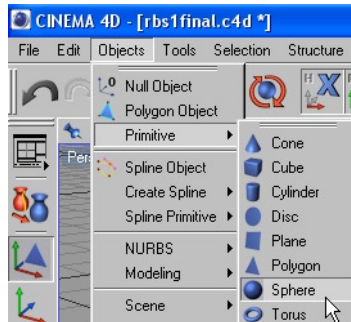 CINEMA 4D - [rbs1final.c4d *]
File Edit Objects Tools Selection Structure
Null Object
Polygon Object
Primitive
Spline Object
Create Spline
Spline Primitive
NURBS
Modeling
Scene
Cone
Cube
Cylinder
Disc
Plane
Polygon
Sphere
Torus
H X
Per